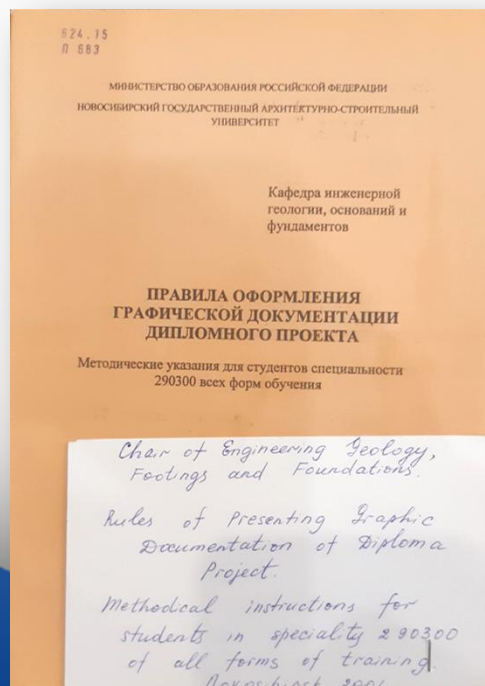 624.15
П 683
МИНИСТЕРСТВО ОБРАЗОВАНИЯ РОССИЙСКОЙ ФЕДЕРАЦИИ
НОВОСИБИРСКИЙ ГОСУДАРСТВЕННЫЙ АРХИТЕКТУРНО-СТРОИТЕЛЬНЫЙ
УНИВЕРСИТЕТ
Кафедра инженерной
геологии, оснований и
фундаментов
ПРАВИЛА ОФОРМЛЕНИЯ
ГРАФИЧЕСКОЙ ДОКУМЕНТАЦИИ
ДИПЛОМНОГО ПРОЕКТА
Методические указания для студентов специальности
290300 всех форм обучения
Chair of Engineering Geology,
Footings and Foundations.
Rules of Presenting Graphic
Documentation of Diploma
Project.
Methodical instructions for
students in speciality 290300
of all forms of training.